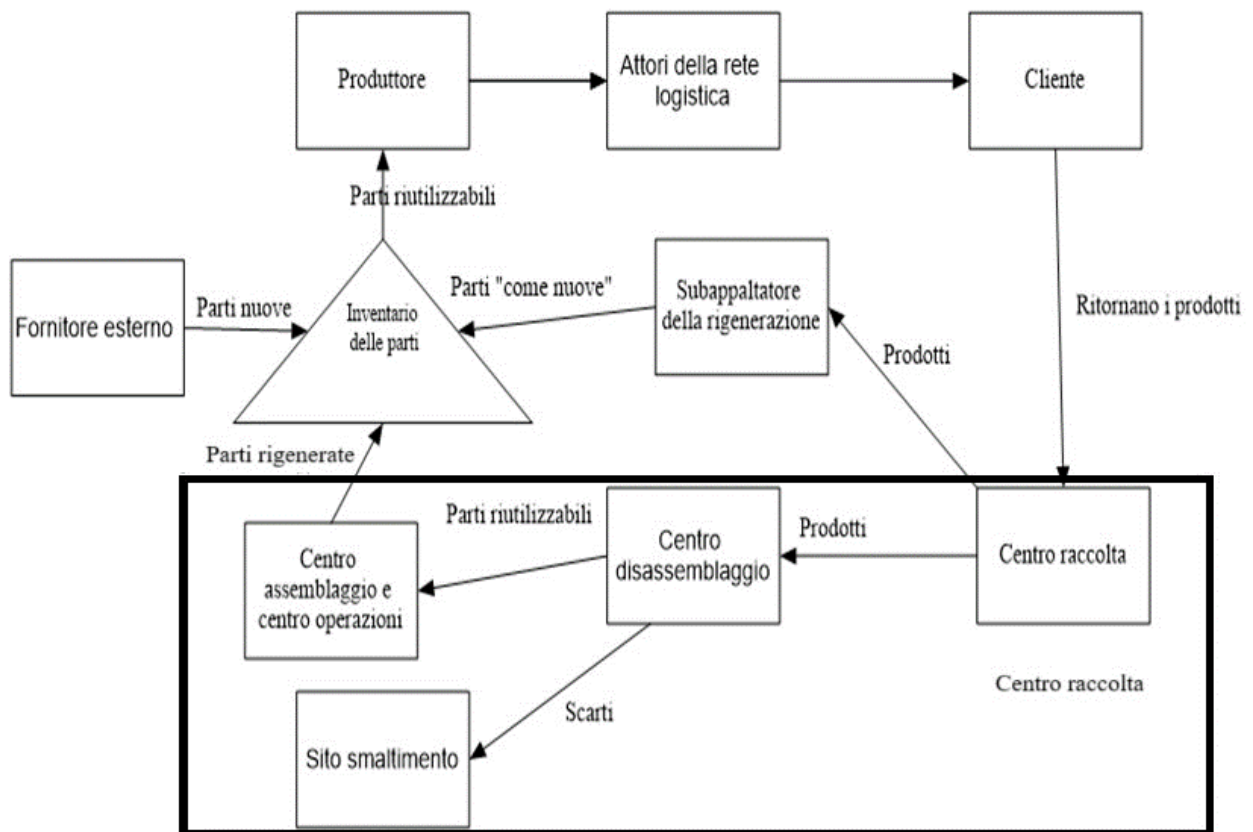 Produttore
Attori della rete
logistica
Cliente
Parti riutilizzabili
Fornitore esterno
Parti nuove
Inventario
delle parti
Parti "come nuove"
Subappaltatore
della rigenerazione
Prodotti
Ritornano i prodotti
Parti rigenerate
Centro
assemblaggio e
centro operazioni
Parti riutilizzabili
Centro
disassemblaggio
Prodotti
Centro raccolta
Centro raccolta
Scarti
Sito smaltimento